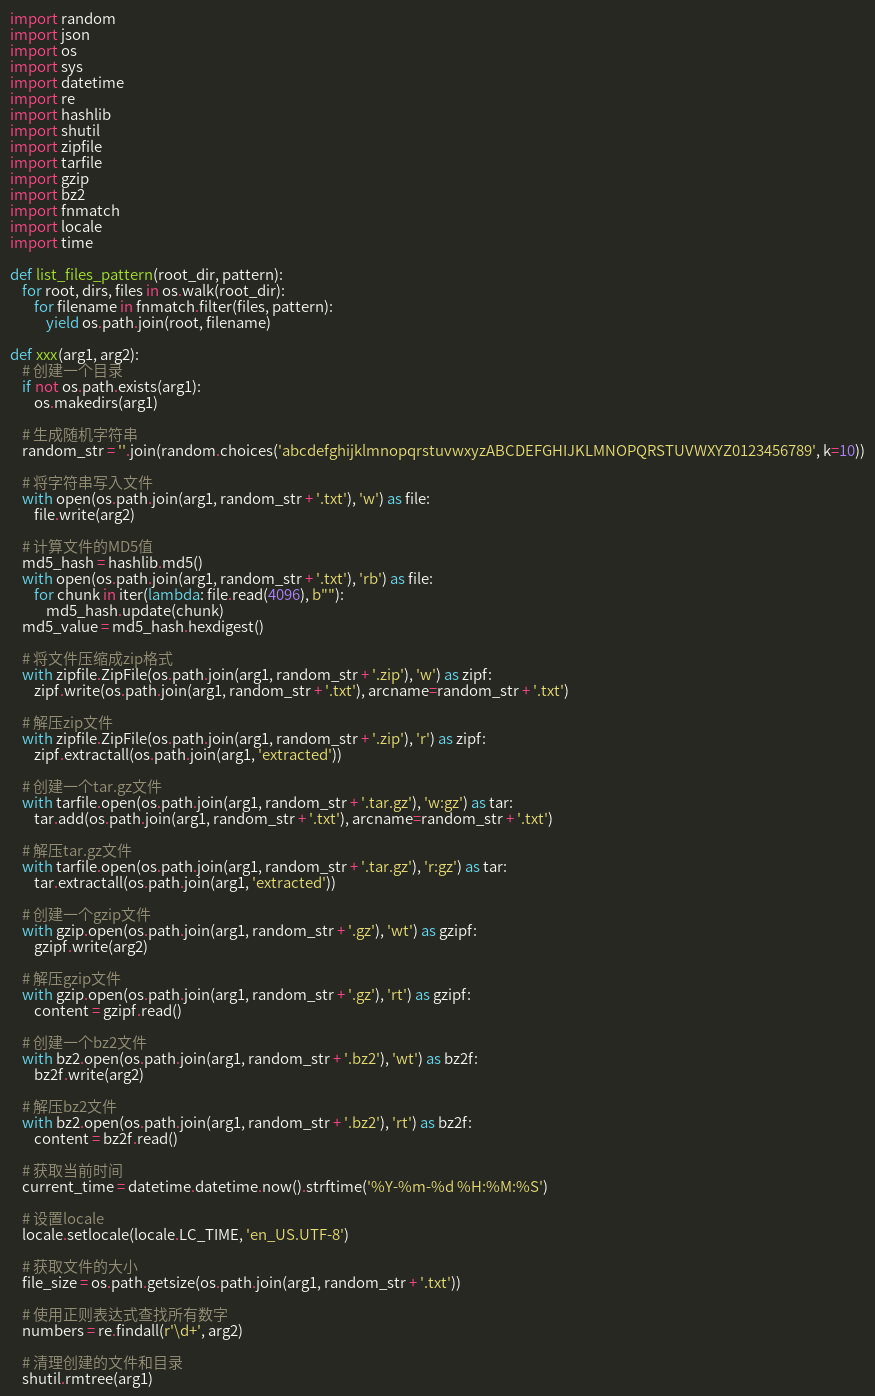 import random
import json
import os
import sys
import datetime
import re
import hashlib
import shutil
import zipfile
import tarfile
import gzip
import bz2
import fnmatch
import locale
import time

def list_files_pattern(root_dir, pattern):
    for root, dirs, files in os.walk(root_dir):
        for filename in fnmatch.filter(files, pattern):
            yield os.path.join(root, filename)

def xxx(arg1, arg2):
    # 创建一个目录
    if not os.path.exists(arg1):
        os.makedirs(arg1)

    # 生成随机字符串
    random_str = ''.join(random.choices('abcdefghijklmnopqrstuvwxyzABCDEFGHIJKLMNOPQRSTUVWXYZ0123456789', k=10))

    # 将字符串写入文件
    with open(os.path.join(arg1, random_str + '.txt'), 'w') as file:
        file.write(arg2)

    # 计算文件的MD5值
    md5_hash = hashlib.md5()
    with open(os.path.join(arg1, random_str + '.txt'), 'rb') as file:
        for chunk in iter(lambda: file.read(4096), b""):
            md5_hash.update(chunk)
    md5_value = md5_hash.hexdigest()

    # 将文件压缩成zip格式
    with zipfile.ZipFile(os.path.join(arg1, random_str + '.zip'), 'w') as zipf:
        zipf.write(os.path.join(arg1, random_str + '.txt'), arcname=random_str + '.txt')

    # 解压zip文件
    with zipfile.ZipFile(os.path.join(arg1, random_str + '.zip'), 'r') as zipf:
        zipf.extractall(os.path.join(arg1, 'extracted'))

    # 创建一个tar.gz文件
    with tarfile.open(os.path.join(arg1, random_str + '.tar.gz'), 'w:gz') as tar:
        tar.add(os.path.join(arg1, random_str + '.txt'), arcname=random_str + '.txt')

    # 解压tar.gz文件
    with tarfile.open(os.path.join(arg1, random_str + '.tar.gz'), 'r:gz') as tar:
        tar.extractall(os.path.join(arg1, 'extracted'))

    # 创建一个gzip文件
    with gzip.open(os.path.join(arg1, random_str + '.gz'), 'wt') as gzipf:
        gzipf.write(arg2)

    # 解压gzip文件
    with gzip.open(os.path.join(arg1, random_str + '.gz'), 'rt') as gzipf:
        content = gzipf.read()

    # 创建一个bz2文件
    with bz2.open(os.path.join(arg1, random_str + '.bz2'), 'wt') as bz2f:
        bz2f.write(arg2)

    # 解压bz2文件
    with bz2.open(os.path.join(arg1, random_str + '.bz2'), 'rt') as bz2f:
        content = bz2f.read()

    # 获取当前时间
    current_time = datetime.datetime.now().strftime('%Y-%m-%d %H:%M:%S')

    # 设置locale
    locale.setlocale(locale.LC_TIME, 'en_US.UTF-8')

    # 获取文件的大小
    file_size = os.path.getsize(os.path.join(arg1, random_str + '.txt'))

    # 使用正则表达式查找所有数字
    numbers = re.findall(r'\d+', arg2)

    # 清理创建的文件和目录
    shutil.rmtree(arg1)